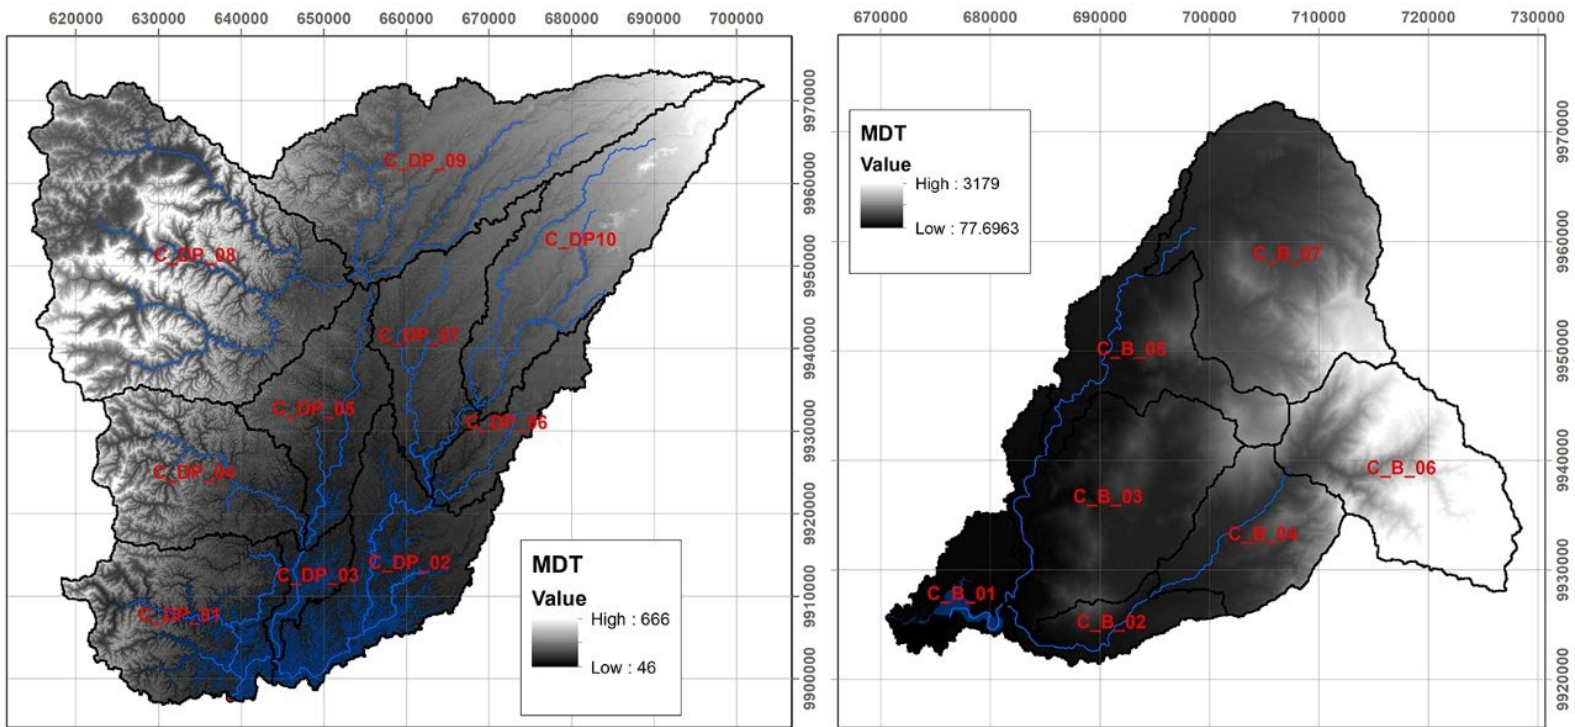 620000 630000 640000 650000 660000 670000 680000 690000 700000
9970000
9960000
9950000
9940000
9930000
9920000
9910000
9900000
C_DP_09
C_DP10
C_DP_08
C_DP_07
C_DP_05
C_DP_06
C_DP_04
C_DP_02
C_DP_03
C_DP_01
MDT
Value
High : 666
Low : 46
670000 680000 690000 700000 710000 720000 730000
9970000
9960000
9950000
9940000
9930000
9920000
MDT
Value
High : 3179
Low : 77.6963
C_B_07
C_B_05
C_B_06
C_B_03
C_B_04
C_B_01
C_B_02